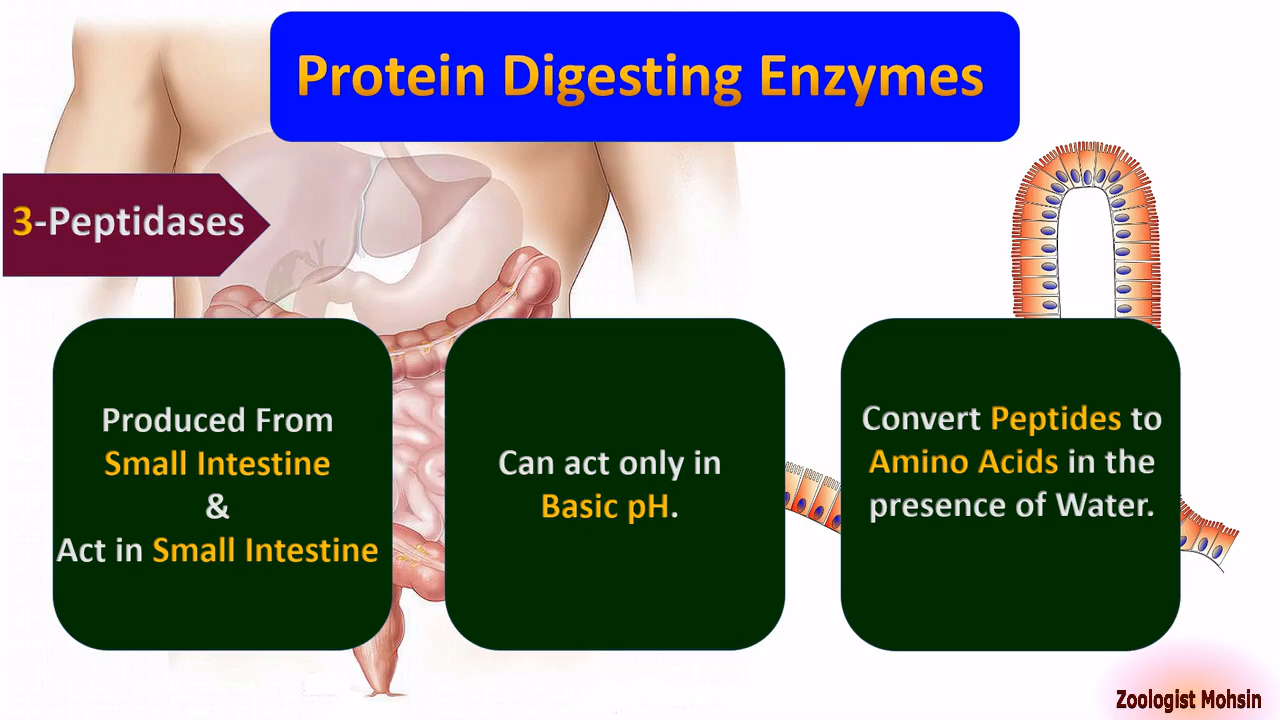 Protein Digesting Enzymes
3-Peptidases
Produced From
Small Intestine
&
Act in Small Intestine
Can act only in
Basic pH.
Convert Peptides to
Amino Acids in the
presence of Water.
Zoologist Mohsin